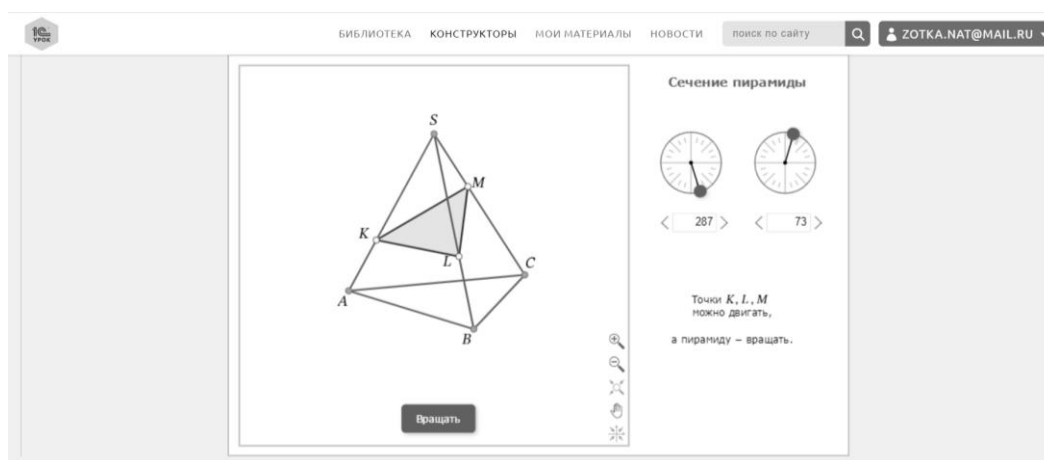 1С
УРОК
БИБЛИОТЕКА КОНСТРУКТОРЫ МОИ МАТЕРИАЛЫ НОВОСТИ поиск по сайту ZOTKA.NAT@MAIL.RU
Сечение пирамиды
S
M
K
L
C
A
B
287 73
Точки K, L, M
можно двигать,
а пирамиду – вращать.
Вращать